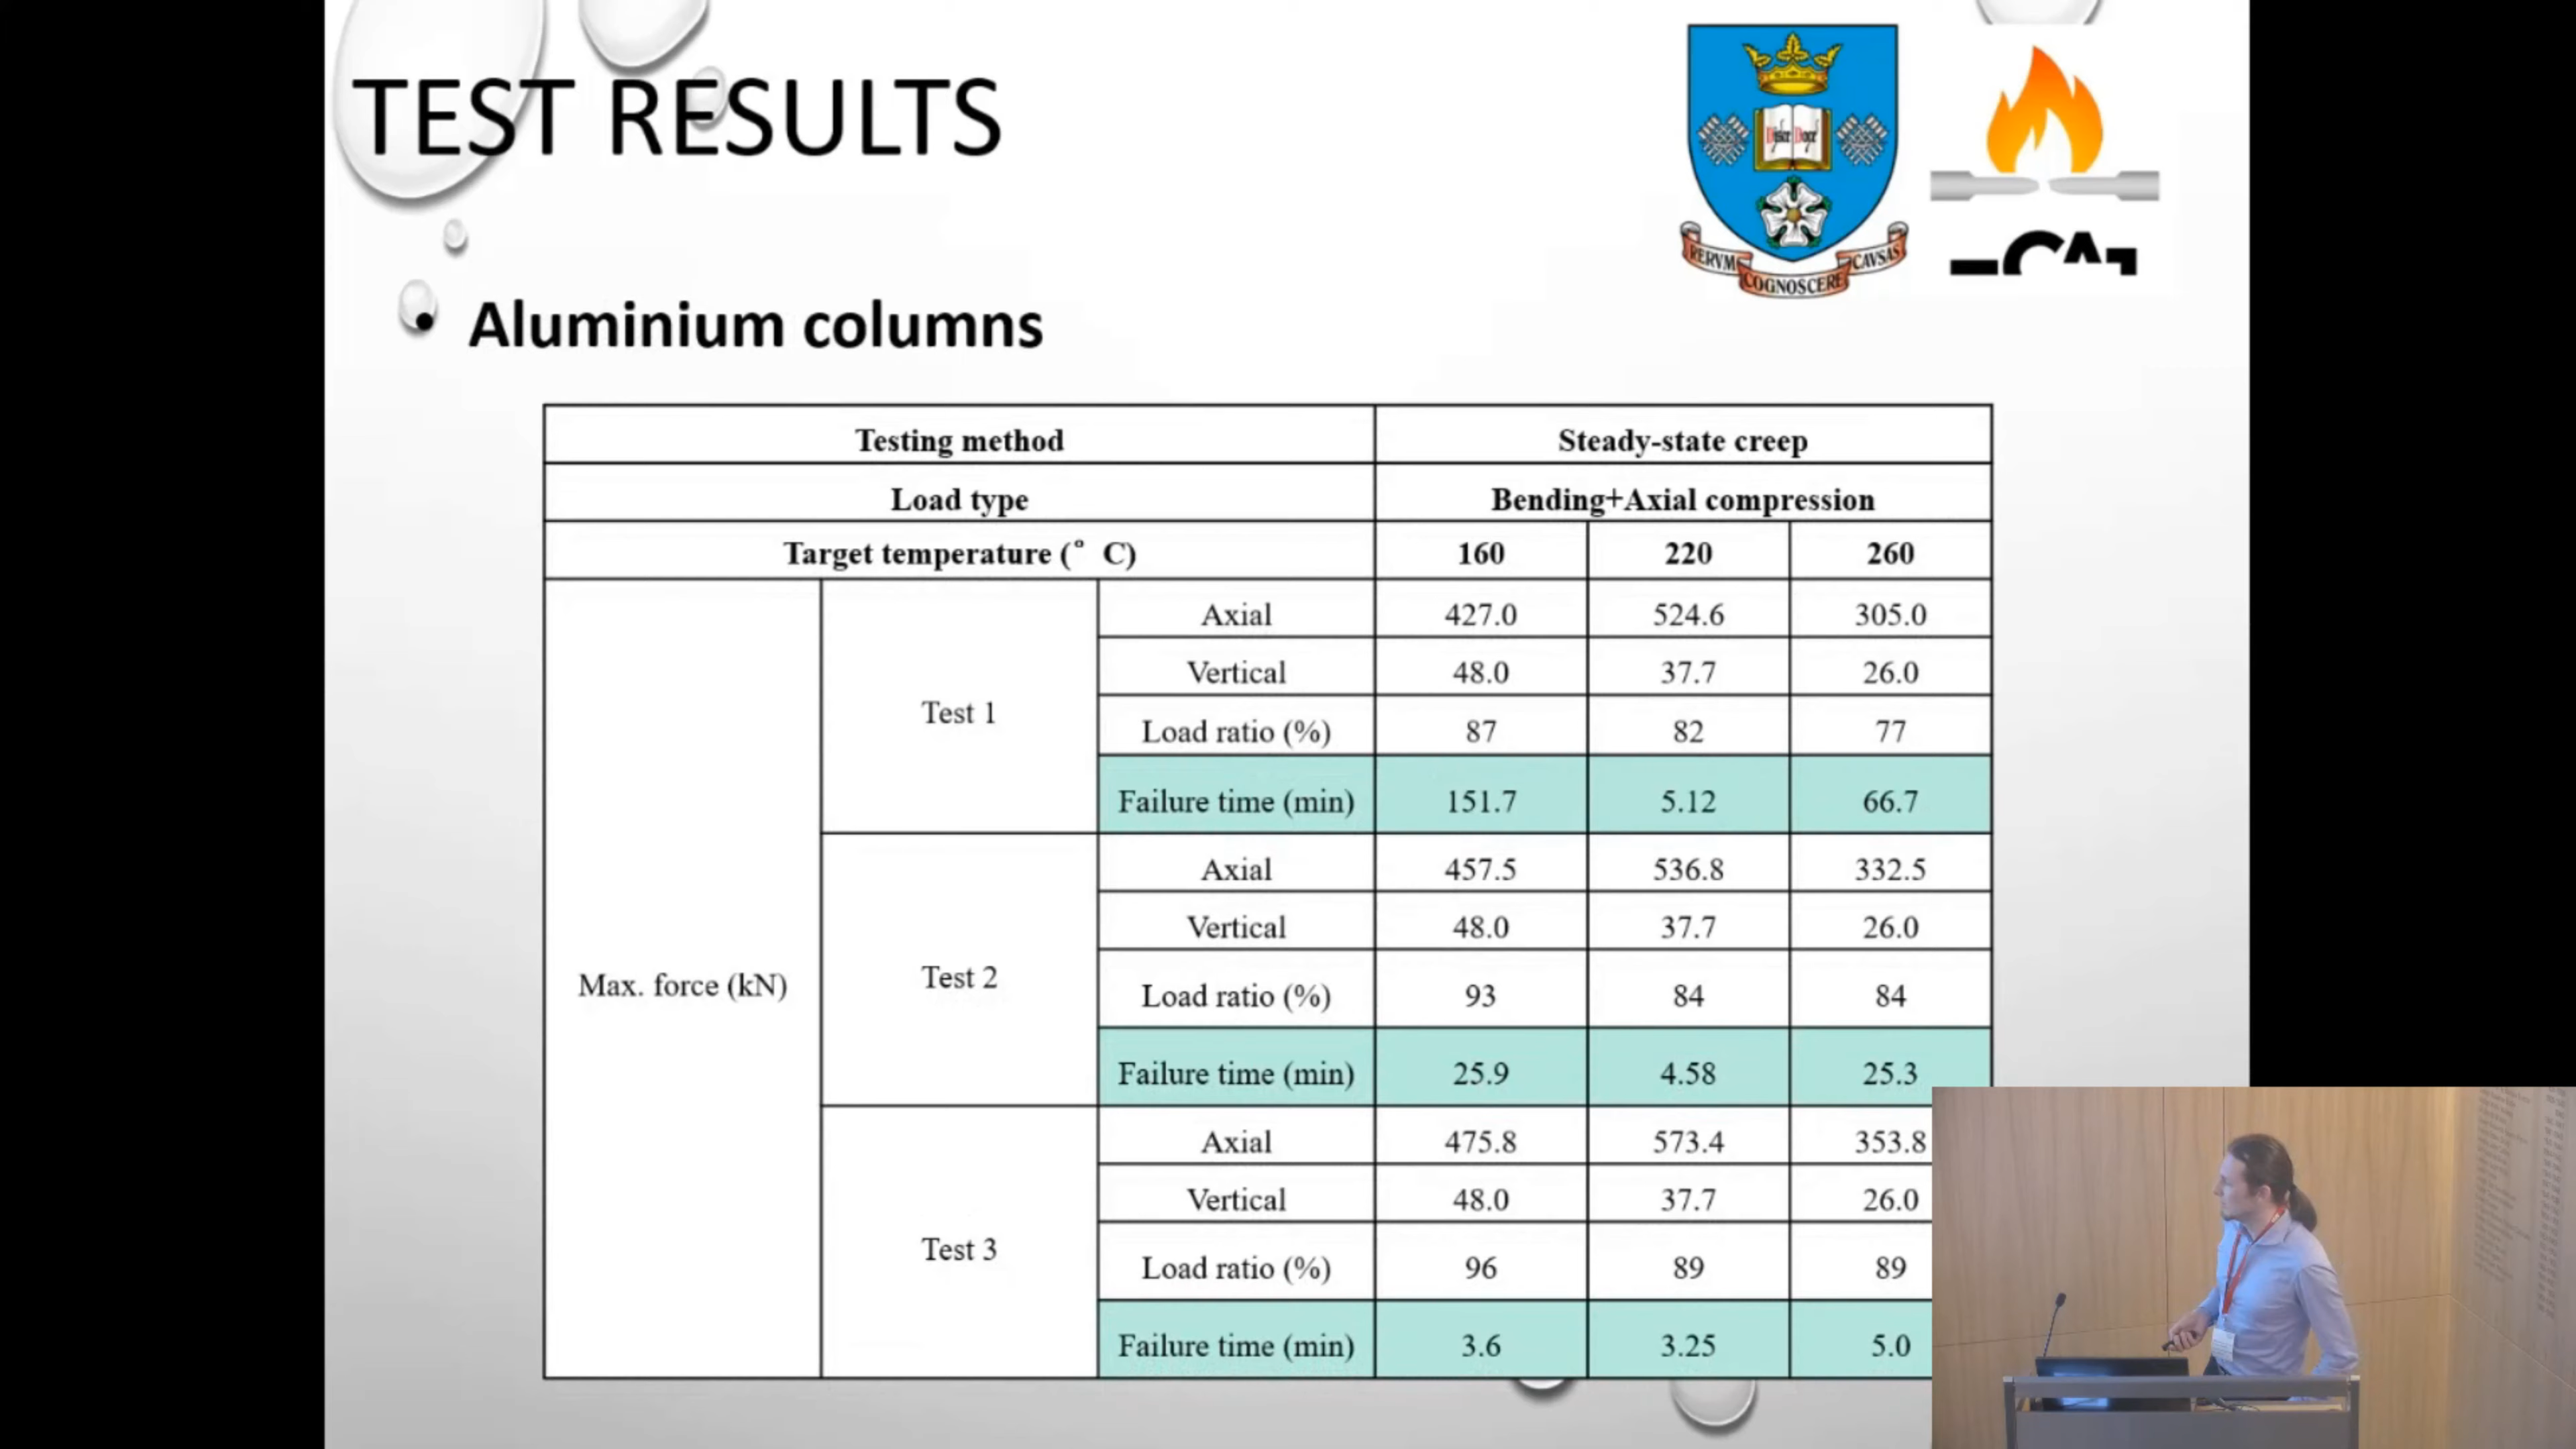 TEST RESULTS
Disce Doce
RERVM COGNOSCERE CAVSAS
• Aluminium columns
Testing method Steady-state creep
Load type Bending+Axial compression
Target temperature (° C) 160 220 260
Max. force (kN) Test 1 Axial 427.0 524.6 305.0
Vertical 48.0 37.7 26.0
Load ratio (%) 87 82 77
Failure time (min) 151.7 5.12 66.7
Test 2 Axial 457.5 536.8 332.5
Vertical 48.0 37.7 26.0
Load ratio (%) 93 84 84
Failure time (min) 25.9 4.58 25.3
Test 3 Axial 475.8 573.4 353.8
Vertical 48.0 37.7 26.0
Load ratio (%) 96 89 89
Failure time (min) 3.6 3.25 5.0